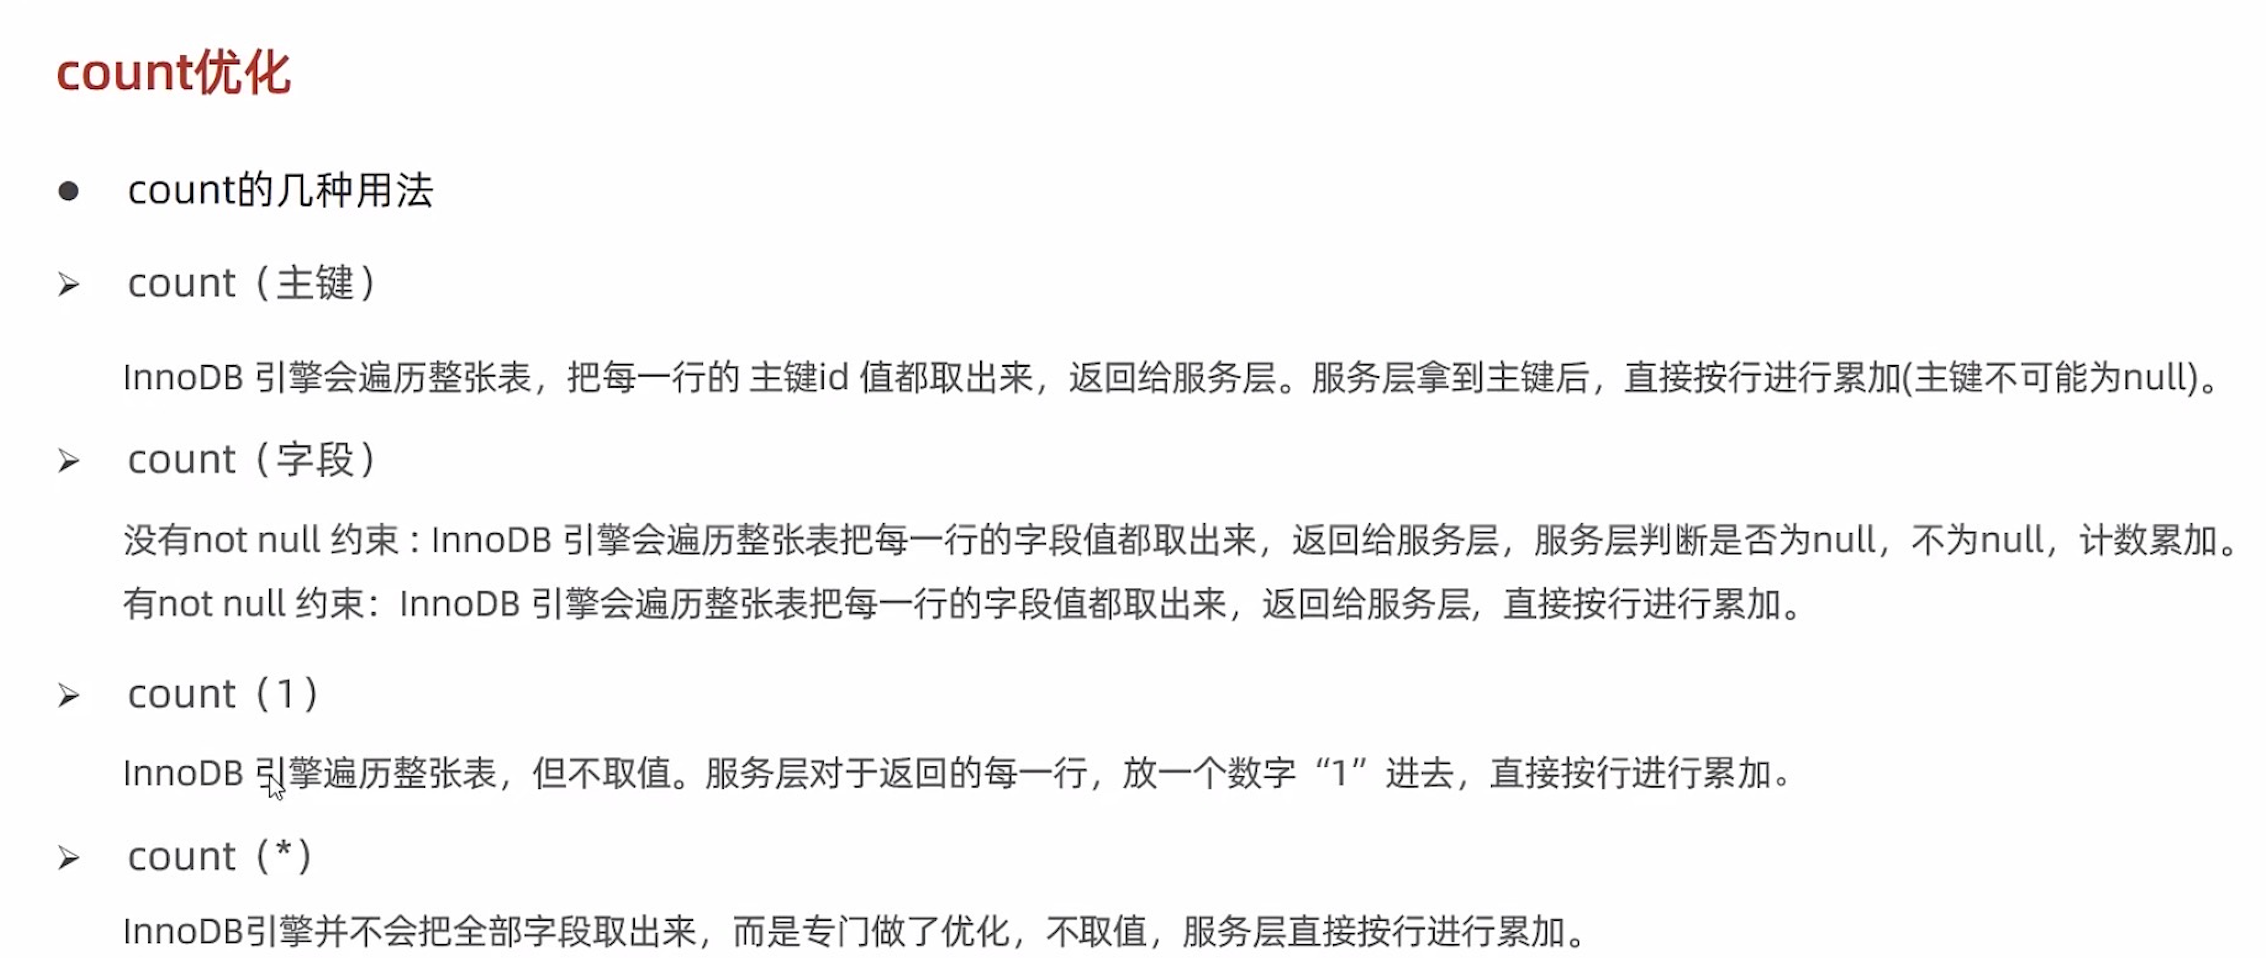 count优化
● count的几种用法
➢ count（主键）
InnoDB 引擎会遍历整张表，把每一行的 主键id 值都取出来，返回给服务层。服务层拿到主键后，直接按行进行累加(主键不可能为null)。
➢ count（字段）
没有not null 约束 : InnoDB 引擎会遍历整张表把每一行的字段值都取出来，返回给服务层，服务层判断是否为null，不为null，计数累加。
有not null 约束：InnoDB 引擎会遍历整张表把每一行的字段值都取出来，返回给服务层，直接按行进行累加。
➢ count（1）
InnoDB 引擎遍历整张表，但不取值。服务层对于返回的每一行，放一个数字“1”进去，直接按行进行累加。
➢ count（*）
InnoDB引擎并不会把全部字段取出来，而是专门做了优化，不取值，服务层直接按行进行累加。